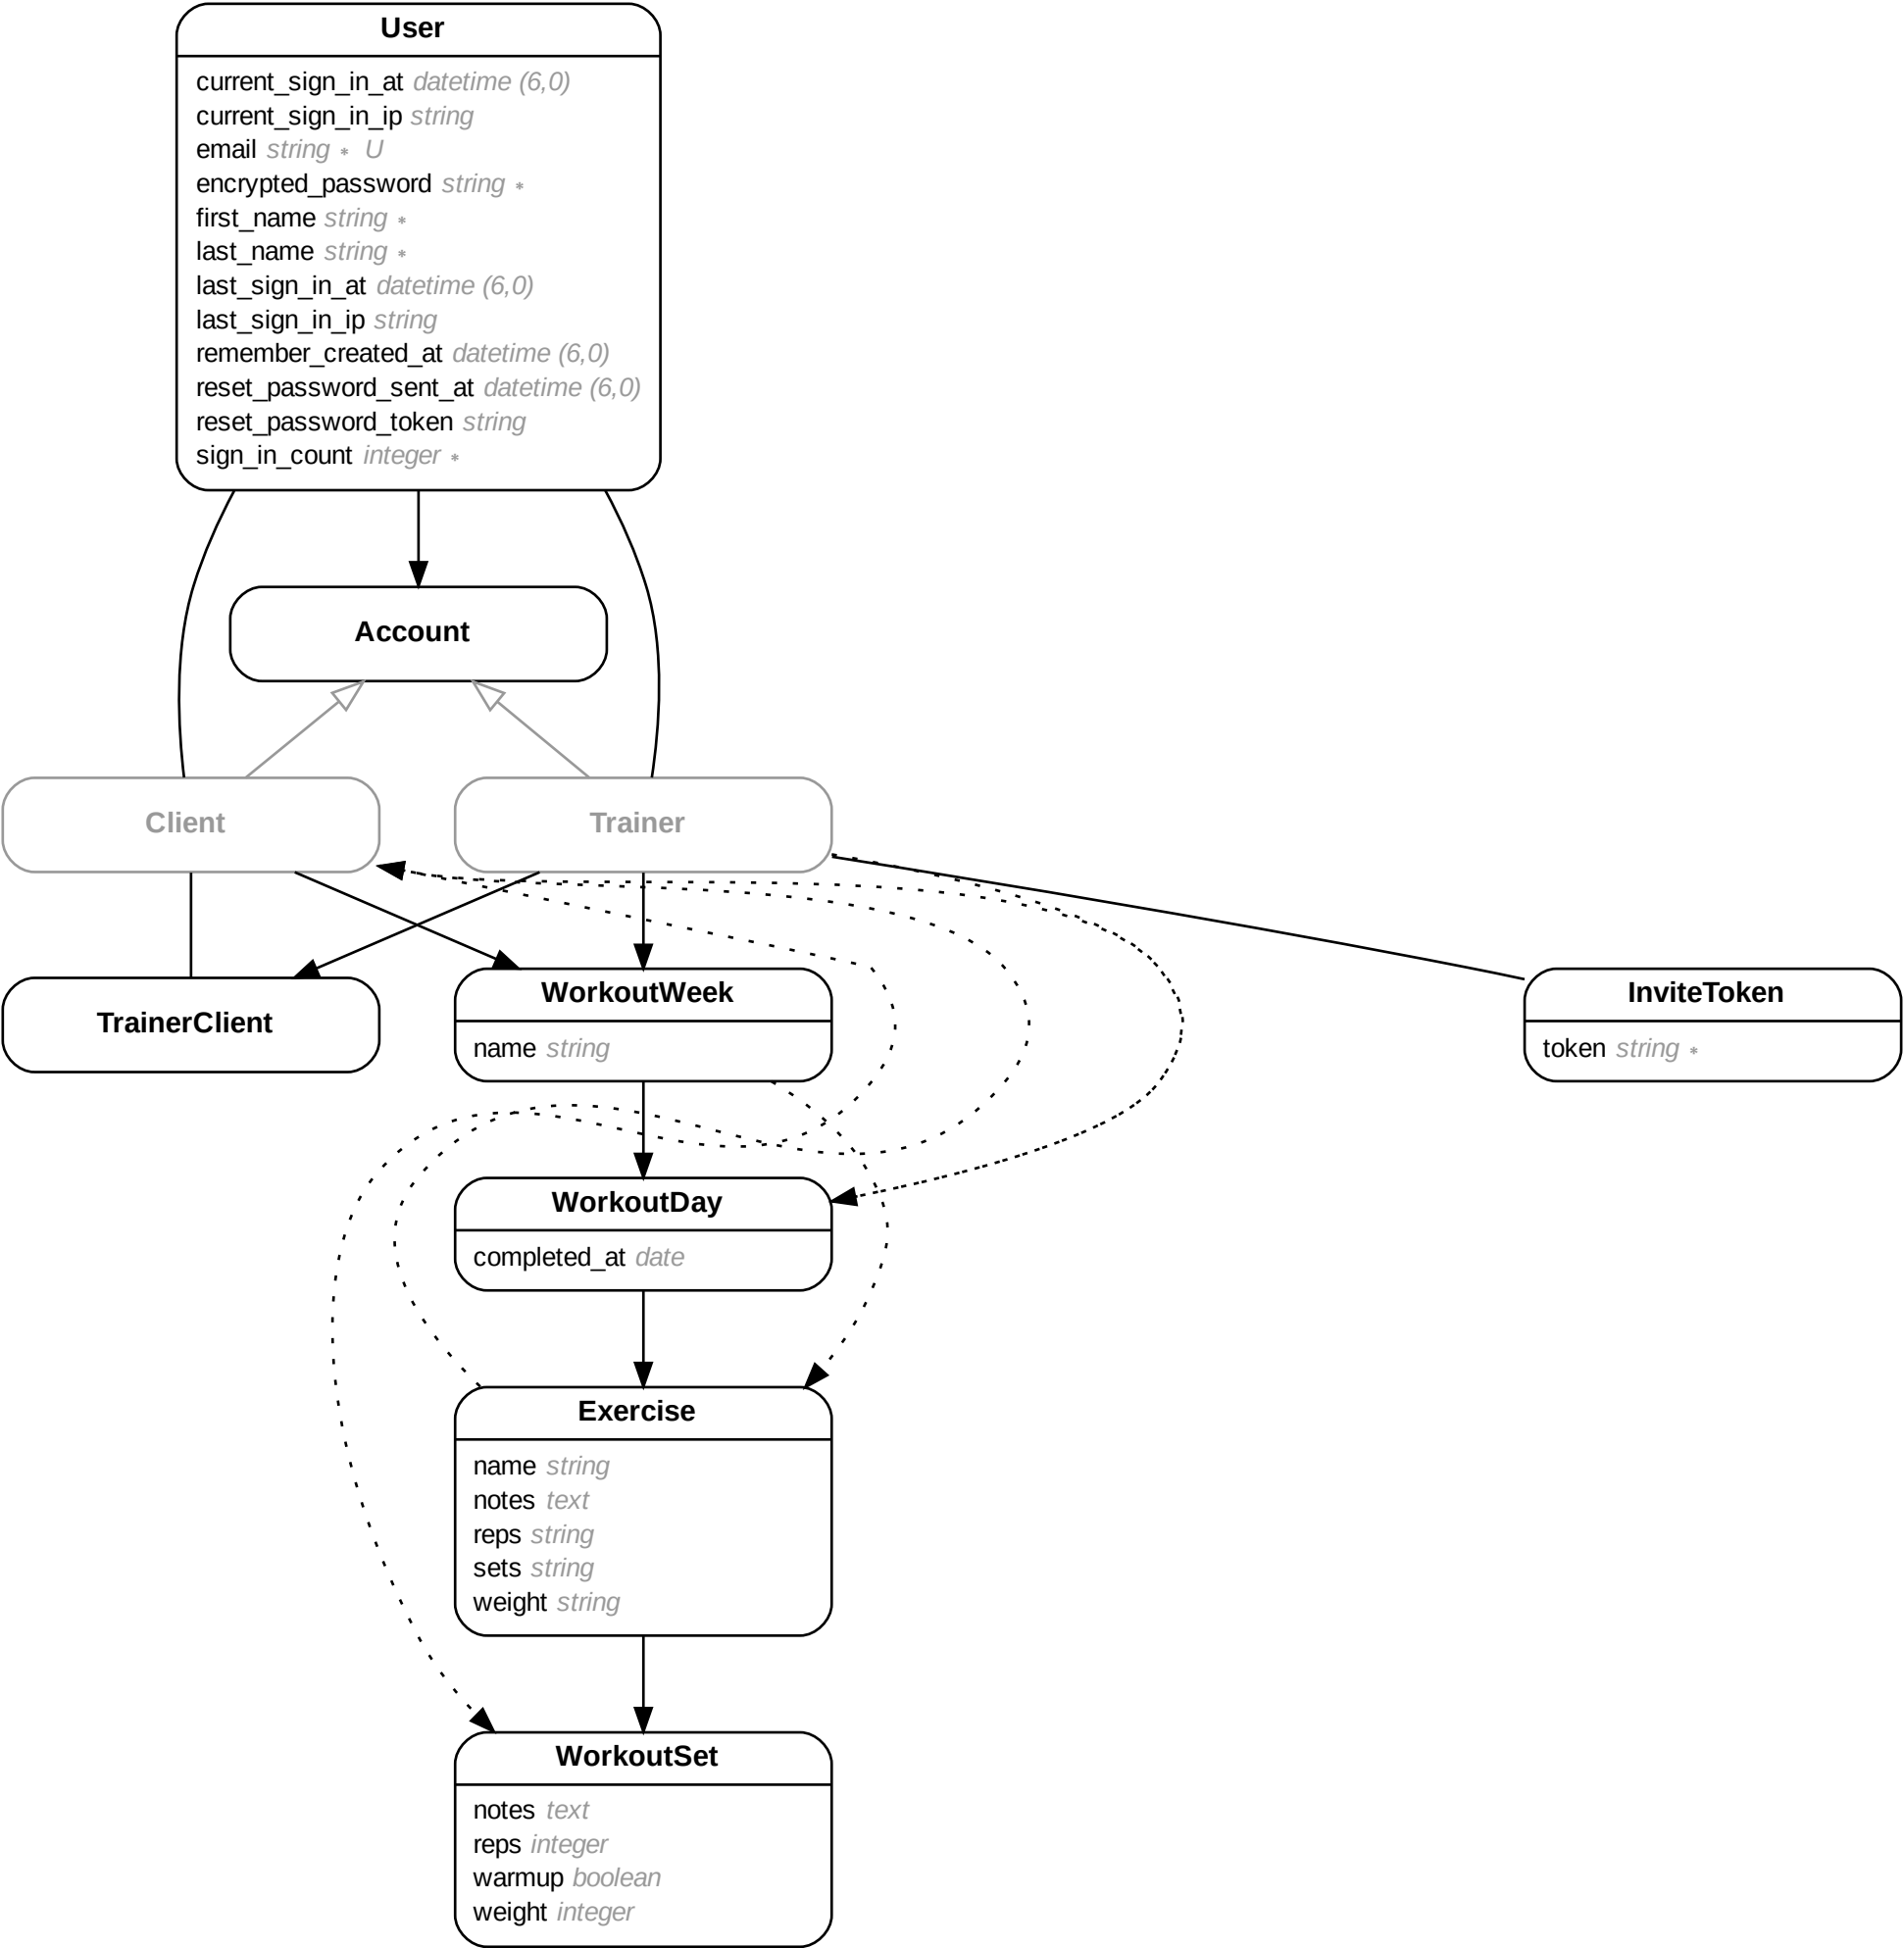 User
current_sign_in_at datetime (6,0)
current_sign_in_ip string
email string * U
encrypted_password string *
first_name string *
last_name string *
last_sign_in_at datetime (6,0)
last_sign_in_ip string
remember_created_at datetime (6,0)
reset_password_sent_at datetime (6,0)
reset_password_token string
sign_in_count integer *
Account
Client
Trainer
TrainerClient
WorkoutWeek
name string
InviteToken
token string *
WorkoutDay
completed_at date
Exercise
name string
notes text
reps string
sets string
weight string
WorkoutSet
notes text
reps integer
warmup boolean
weight integer